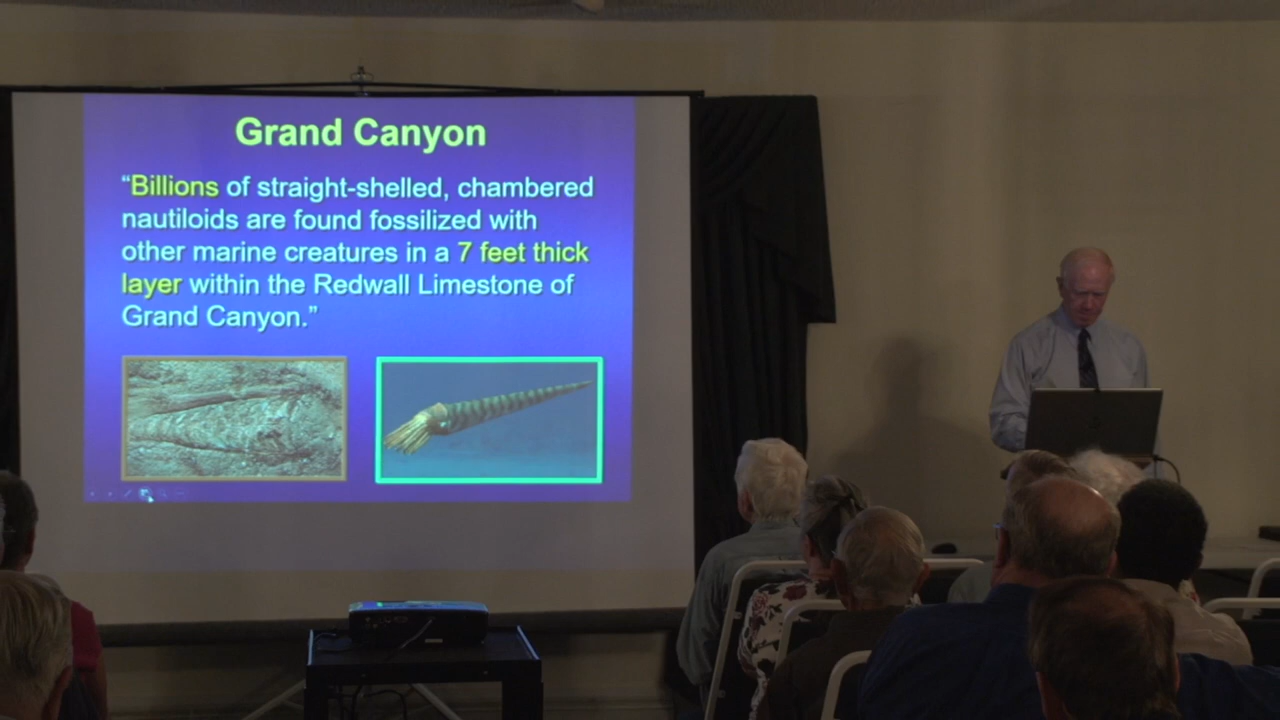 Grand Canyon
“Billions of straight-shelled, chambered
nautiloids are found fossilized with
other marine creatures in a 7 feet thick
layer within the Redwall Limestone of
Grand Canyon.”